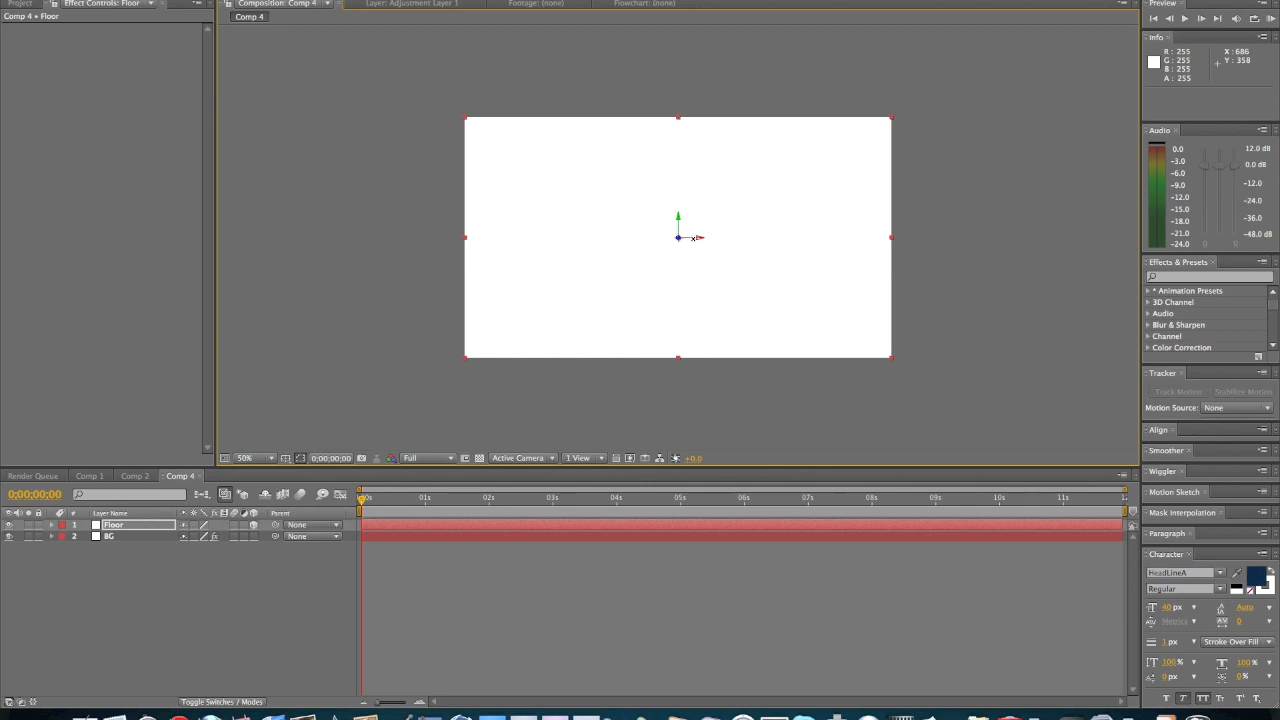 Project
Effect Controls: Floor
Composition: Comp 4
Layer: Adjustment Layer 1
Footage: (none)
Flowchart: (none)
Preview
Comp 4 • Floor
Comp 4
Info
R : 255
G : 255
B : 255
A : 255
X : 686
Y : 358
Audio
0.0
-3.0
-6.0
-9.0
-12.0
-15.0
-18.0
-21.0
-24.0
12.0 dB
0.0 dB
-12.0
-24.0
-36.0
-48.0 dB
Effects & Presets
* Animation Presets
3D Channel
Audio
Blur & Sharpen
Channel
Color Correction
Tracker
Track Motion
Stabilize Motion
Motion Source: None
Align
Smoother
Wiggler
Motion Sketch
Mask Interpolation
Paragraph
Character
HeadLineA
Regular
40 px
Auto
Metrics
0
1 px
Stroke Over Fill
100 %
100 %
0 px
0 %
50%
0;00;00;00
Full
Active Camera
1 View
+0.0
Render Queue
Comp 1
Comp 2
Comp 4
0;00;00;00
00s
01s
02s
03s
04s
05s
06s
07s
08s
09s
10s
11s
#
Layer Name
Parent
1
Floor
None
2
BG
None
Toggle Switches / Modes